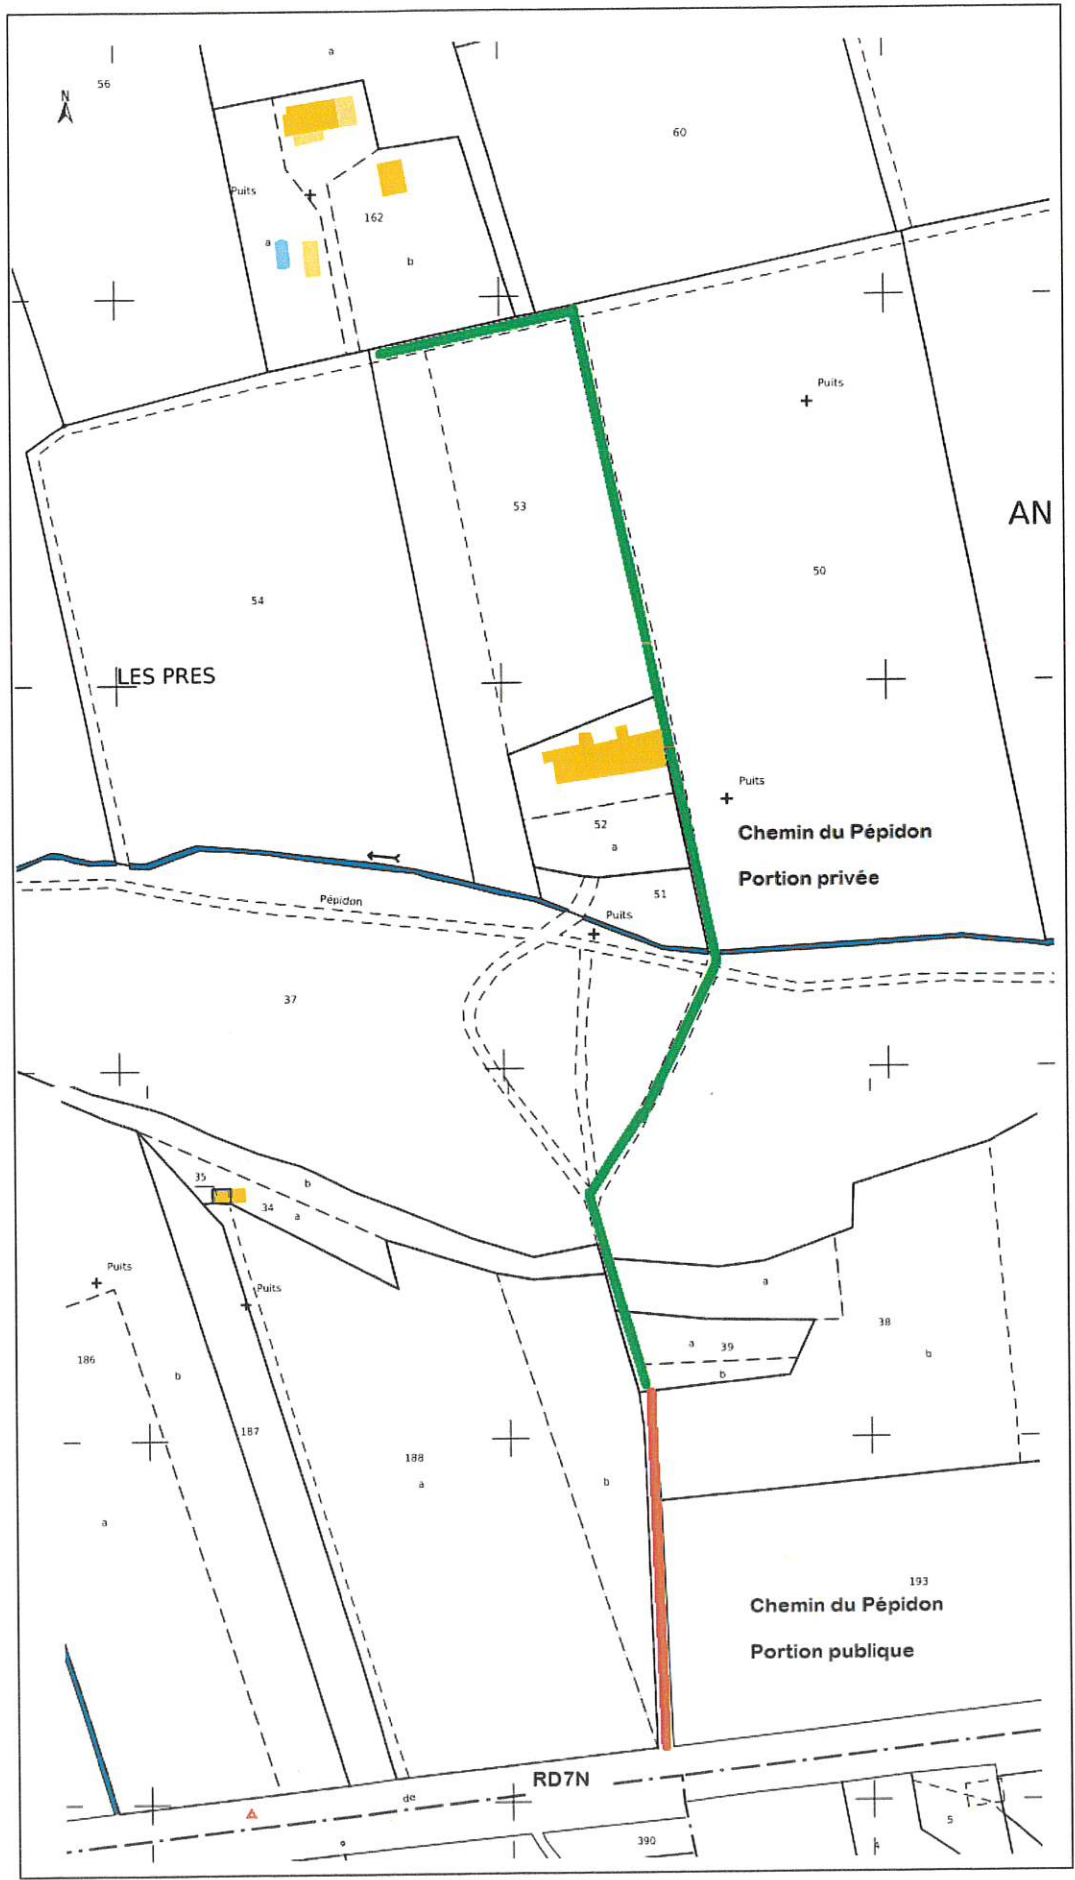 a
56
N
60
Puits
162
a
b
Puits
53
AN
50
54
LES PRES
Puits
52
Chemin du Pépidon
a
Portion privée
51
Pépidon
Puits
37
35
b
34
a
Puits
Puits
a
38
186
a
39
b
b
b
187
188
a
b
a
193
Chemin du Pépidon
Portion publique
RD7N
de
5
390
4